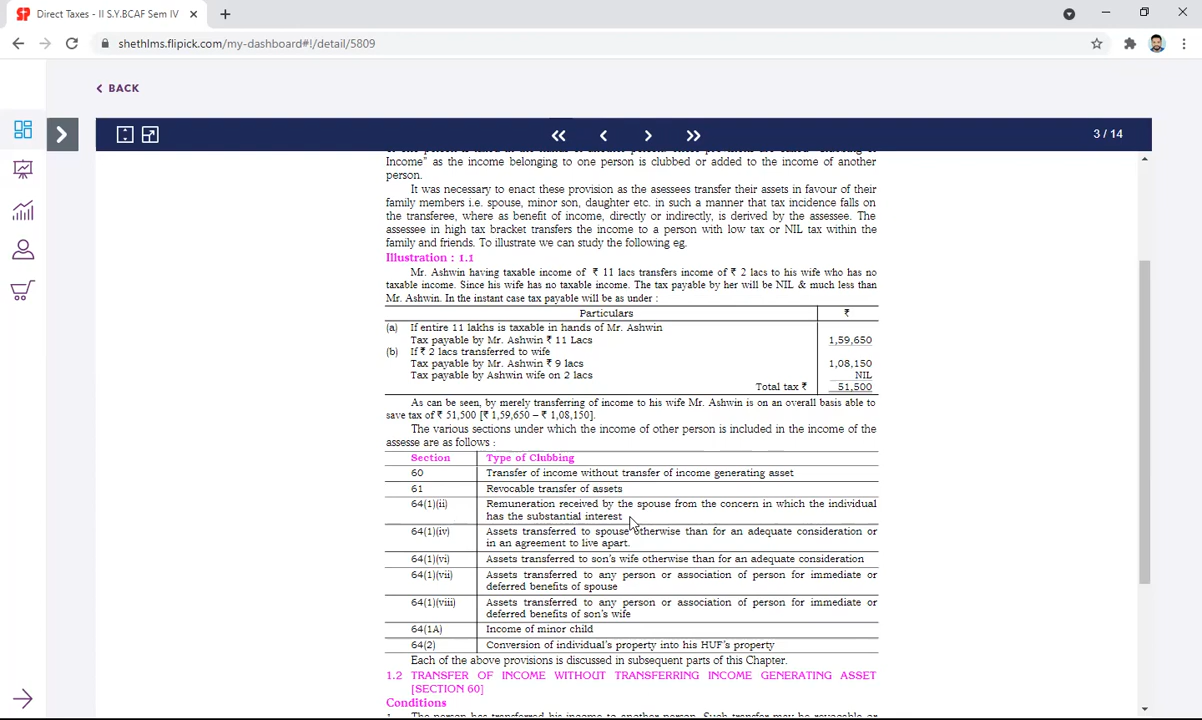 Direct Taxes - II S.Y.BCAF Sem IV
shethlms.flipick.com/my-dashboard#!/detail/5809
BACK
3 / 14
Income" as the income belonging to one person is clubbed or added to the income of another
person.
It was necessary to enact these provision as the asessees transfer their assets in favour of their
family members i.e. spouse, minor son, daughter etc. in such a manner that tax incidence falls on
the transferee, where as benefit of income, directly or indirectly, is derived by the assessee. The
assessee in high tax bracket transfers the income to a person with low tax or NIL tax within the
family and friends. To illustrate we can study the following eg.
Illustration : 1.1
Mr. Ashwin having taxable income of ₹ 11 lacs transfers income of ₹ 2 lacs to his wife who has no
taxable income. Since his wife has no taxable income. The tax payable by her will be NIL & much less than
Mr. Ashwin. In the instant case tax payable will be as under :
Particulars ₹
(a) If entire 11 lakhs is taxable in hands of Mr. Ashwin
Tax payable by Mr. Ashwin ₹ 11 Lacs 1,59,650
(b) If ₹ 2 lacs transferred to wife
Tax payable by Mr. Ashwin ₹ 9 lacs 1,08,150
Tax payable by Ashwin wife on 2 lacs NIL
Total tax ₹ 51,500
As can be seen, by merely transferring of income to his wife Mr. Ashwin is on an overall basis able to
save tax of ₹ 51,500 [₹ 1,59,650 – ₹ 1,08,150].
The various sections under which the income of other person is included in the income of the
assesse are as follows :
Section Type of Clubbing
60 Transfer of income without transfer of income generating asset
61 Revocable transfer of assets
64(1)(ii) Remuneration received by the spouse from the concern in which the individual
has the substantial interest
64(1)(iv) Assets transferred to spouse otherwise than for an adequate consideration or
in an agreement to live apart.
64(1)(vi) Assets transferred to son's wife otherwise than for an adequate consideration
64(1)(vii) Assets transferred to any person or association of person for immediate or
deferred benefits of spouse
64(1)(viii) Assets transferred to any person or association of person for immediate or
deferred benefits of son's wife
64(1A) Income of minor child
64(2) Conversion of individual's property into his HUF's property
Each of the above provisions is discussed in subsequent parts of this Chapter.
1.2 TRANSFER OF INCOME WITHOUT TRANSFERRING INCOME GENERATING ASSET
[SECTION 60]
Conditions
1. The person has transferred his income to another person. Such transfer may be revocable or